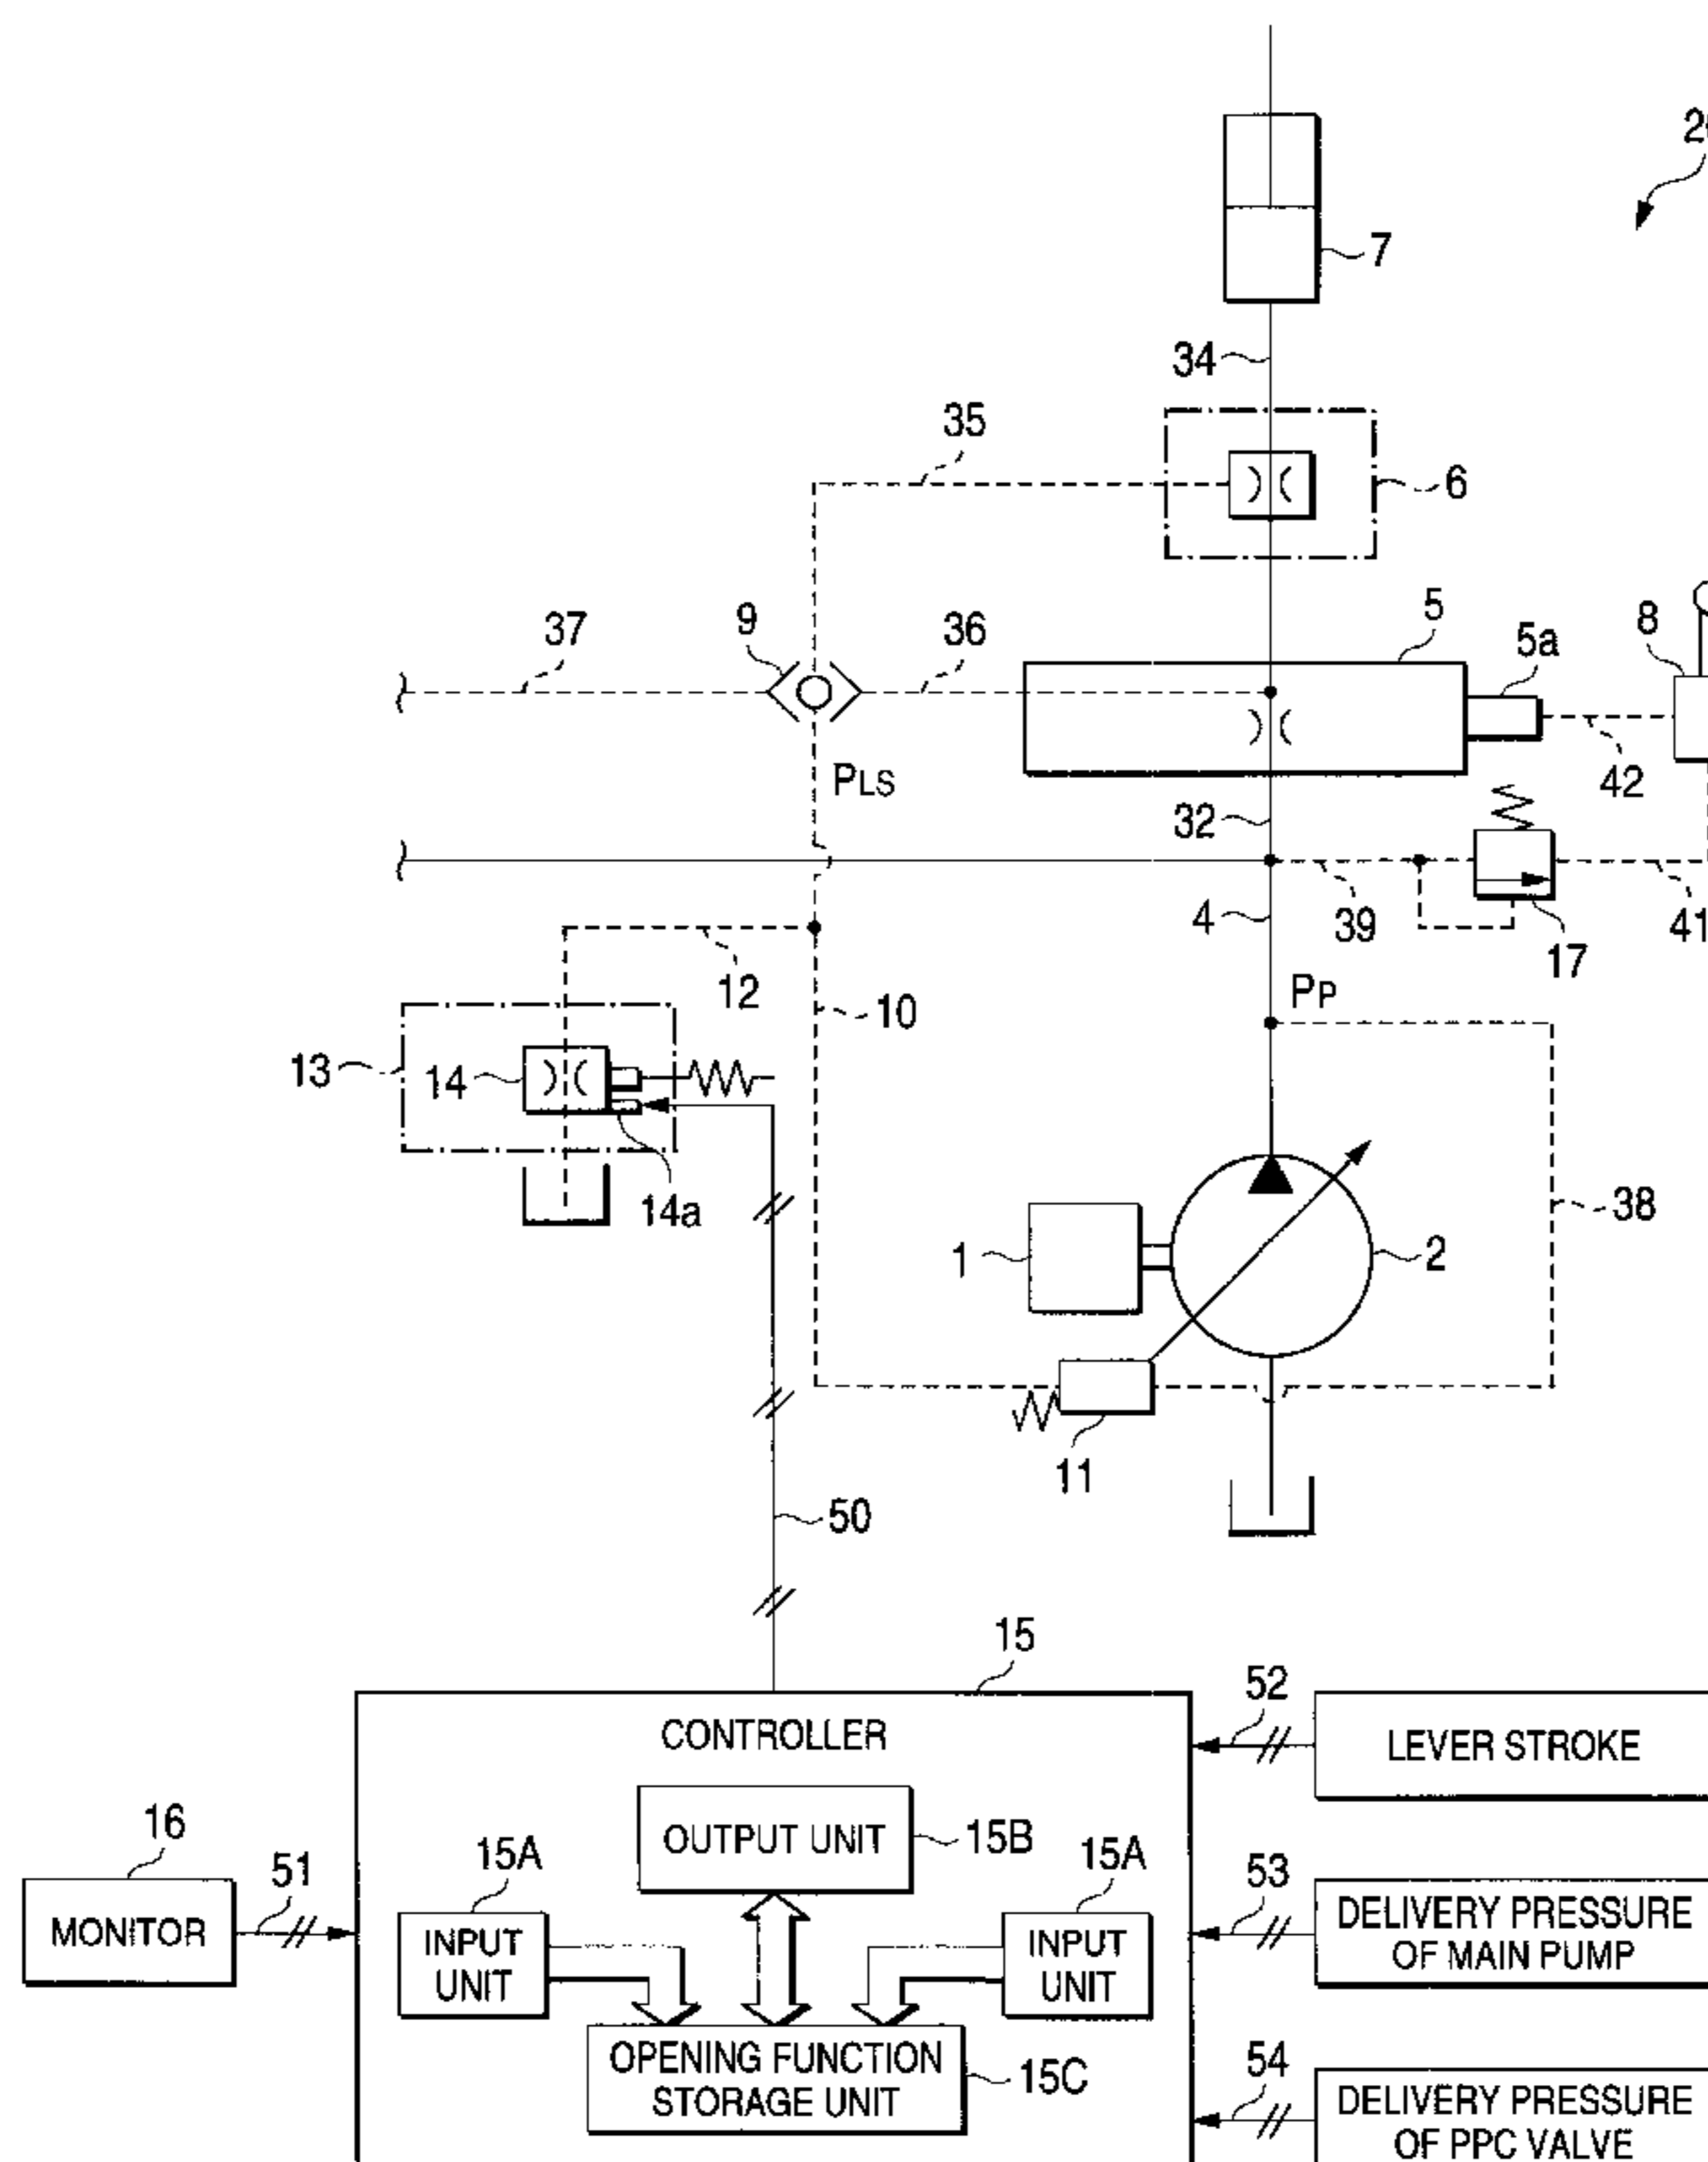 7
34
35
6
37
9
36
5
5a
8
PLS
42
32
4
39
41
17
12
10
PP
13
14
14a
38
1
2
11
50
15
CONTROLLER
52
LEVER STROKE
16
OUTPUT UNIT
15B
15A
15A
51
53
MONITOR
INPUT
UNIT
INPUT
UNIT
DELIVERY PRESSURE
OF MAIN PUMP
OPENING FUNCTION
STORAGE UNIT
15C
54
DELIVERY PRESSURE
OF PPC VALVE